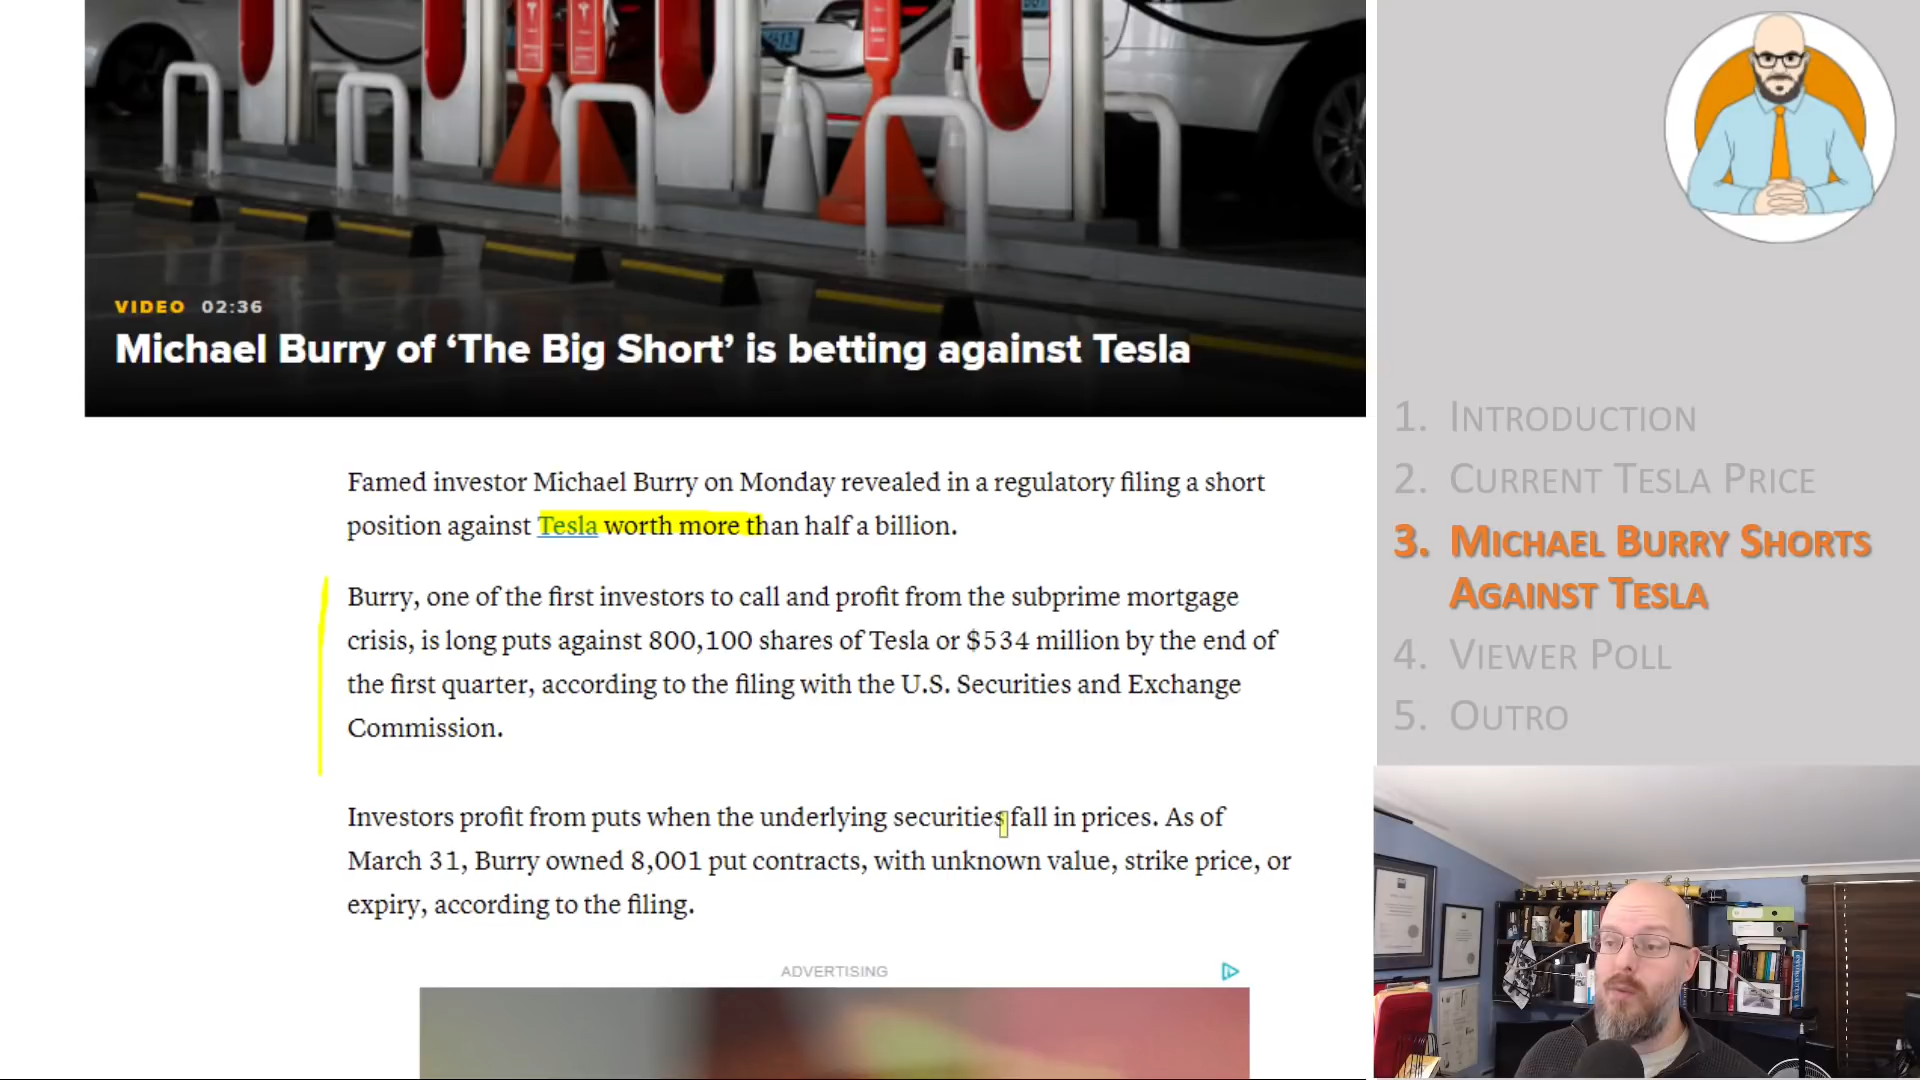 VIDEO 02:36
Michael Burry of ‘The Big Short’ is betting against Tesla
Famed investor Michael Burry on Monday revealed in a regulatory filing a short
position against Tesla worth more than half a billion.
Burry, one of the first investors to call and profit from the subprime mortgage
crisis, is long puts against 800,100 shares of Tesla or $534 million by the end of
the first quarter, according to the filing with the U.S. Securities and Exchange
Commission.
Investors profit from puts when the underlying securities fall in prices. As of
March 31, Burry owned 8,001 put contracts, with unknown value, strike price, or
expiry, according to the filing.
ADVERTISING
1. Introduction
2. Current Tesla Price
3. Michael Burry Shorts
Against Tesla
4. Viewer Poll
5. Outro